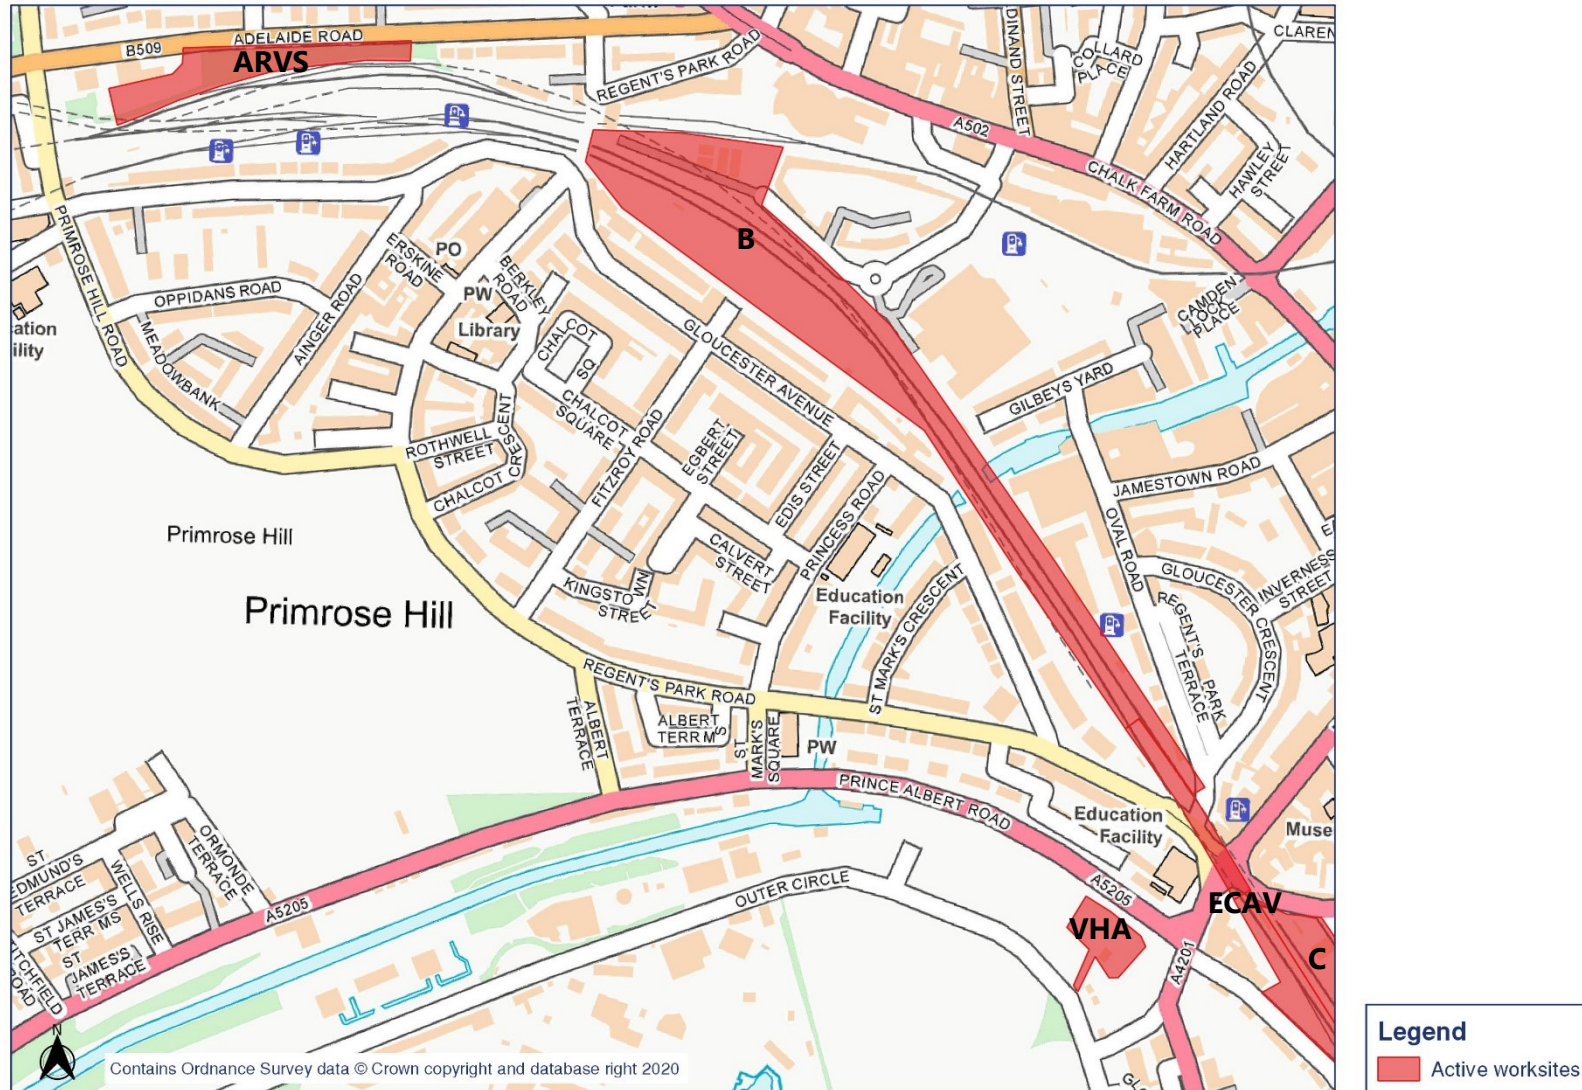 ADELAIDE ROAD
B509
ARVS
REGENT'S PARK ROAD
DINAND STREET
LLARD
CO
PLACE
CLAREN
HARTLAND ROAD
A502
HAWLEY
STREET
CHALK FARM ROAD
PRIMROSE HILL ROAD
B
PO
ERSKINE
ROAD
BERKLEY
ROAD
PW
Library
OPPIDANS ROAD
AINGER ROAD
MEADOWBANK
ation
ility
CHALCOT
SQ
GLOUCESTER AVENUE
CAMDEN
LOCK
PLACE
GILBEYS YARD
CHALCOT
SQUARE
FITZROY ROAD
EGBERT
STREET
ROTHWELL
STREET
CHALCOT CRESCENT
EDIS STREET
PRINCESS ROAD
JAMESTOWN ROAD
OVAL ROAD
Primrose Hill
Primrose Hill
CALVERT
STREET
KINGSTO
STREET
Education
Facility
ST MARK'S CRESCENT
GLOUCESTER CRESCENT
INVERNESS
STREET
REGENT'S PARK
TERRACE
REGENT'S PARK ROAD
ALBERT
TERRACE
ALBERT
TERR M
S
ST
MARK'S
SQUARE
PW
PRINCE ALBERT ROAD
Education
Facility
Muse
ORMONDE
TERRACE
ST
EDMUND'S
TERRACE
WELLS RISE
ST JAMES'S
TERR MS
ST
JAMES'S
TERRACE
A5205
OUTER CIRCLE
A5205
VHA
ECAV
C
A4201
N
Contains Ordnance Survey data © Crown copyright and database right 2020
Legend
Active worksites